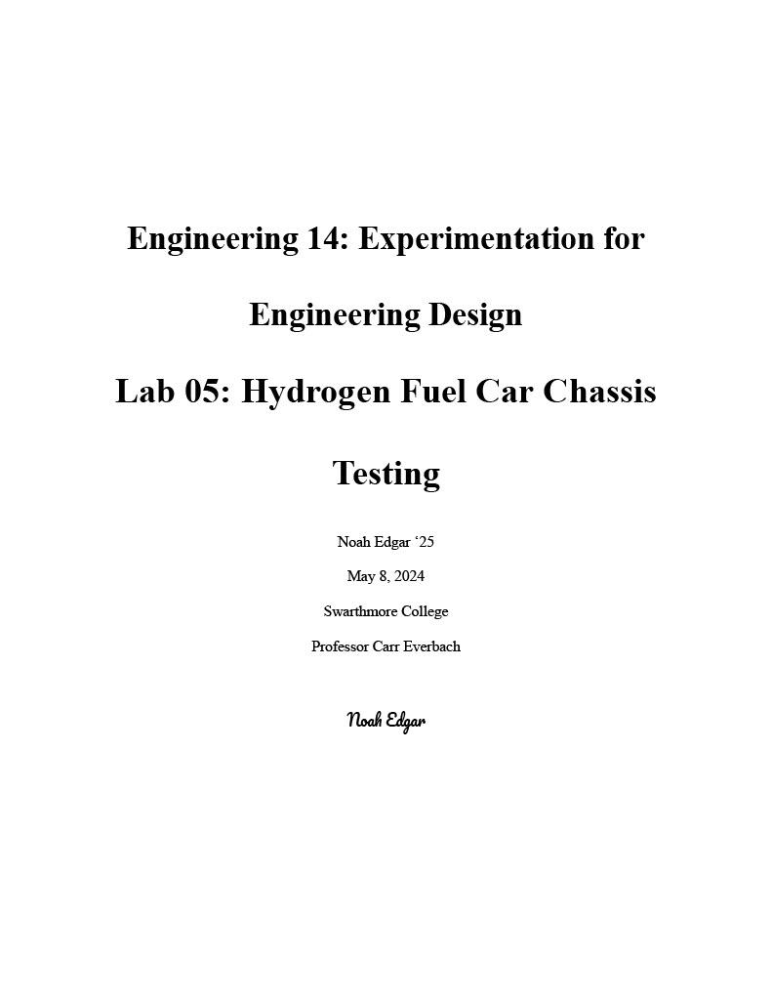 Engineering 14: Experimentation for
Engineering Design
Lab 05: Hydrogen Fuel Car Chassis
Testing
Noah Edgar ‘25
May 8, 2024
Swarthmore College
Professor Carr Everbach
Noah Edgar